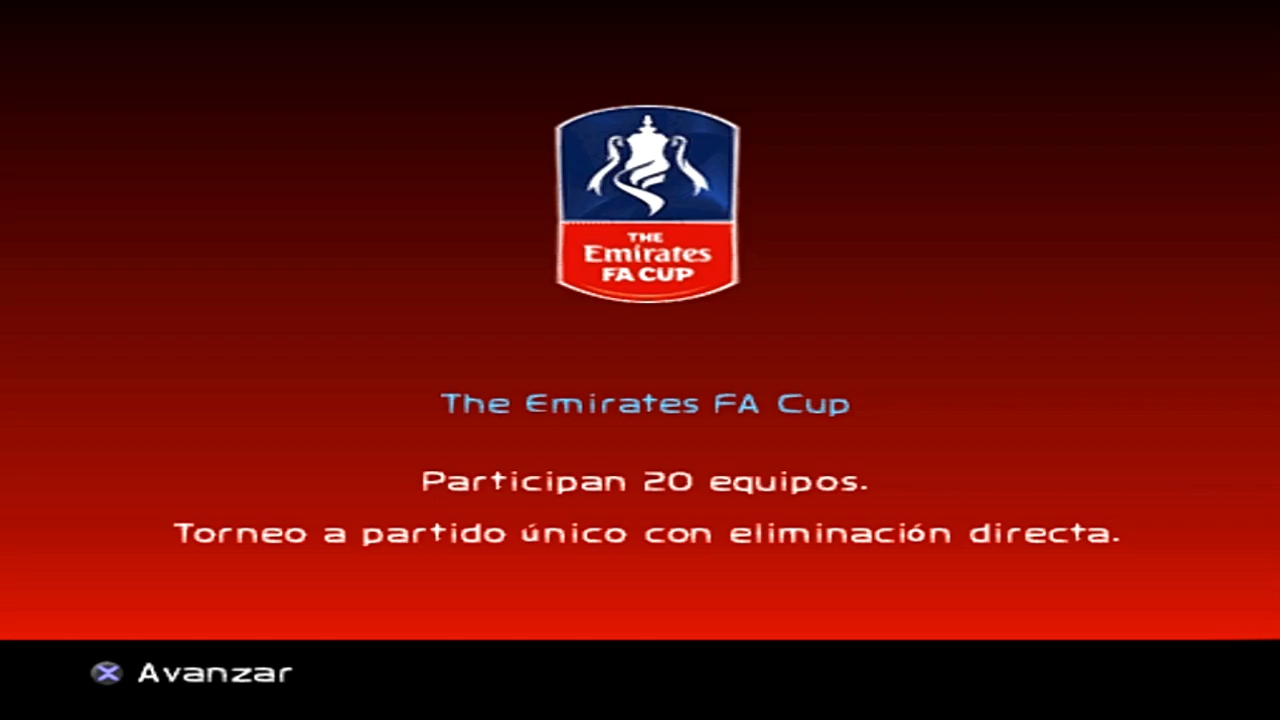 THE
Emirates
FA CUP
The Emirates FA Cup
Participan 20 equipos.
Torneo a partido único con eliminación directa.
Avanzar